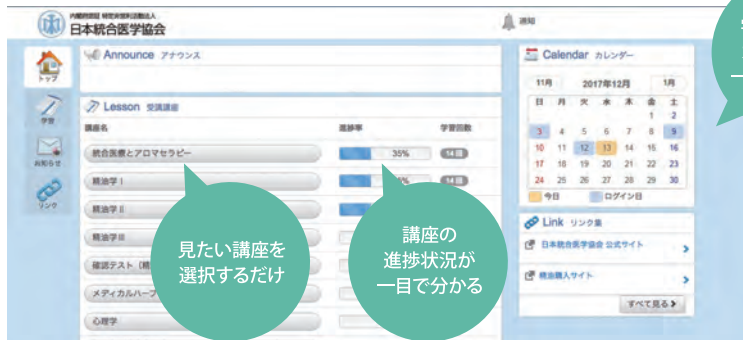 内閣府認証 特定非営利活動法人
日本統合医学協会
通知
トップ
学習
お知らせ
リンク
Announce アナウンス
Lesson 受講講座
講座名 進捗率 学習回数
統合医療とアロマセラピー 35% 14回
精油学 I 14回
精油学 II
精油学 III
確認テスト
メディカルハーブ
心理学
見たい講座を
選択するだけ
講座の
進捗状況が
一目で分かる
Calendar カレンダー
11月 2017年12月 1月
日 月 火 水 木 金 土
1 2
3 4 5 6 7 8 9
10 11 12 13 14 15 16
17 18 19 20 21 22 23
24 25 26 27 28 29 30
今日 ログイン日
Link リンク集
日本統合医学協会 公式サイト
精油購入サイト
すべて見る